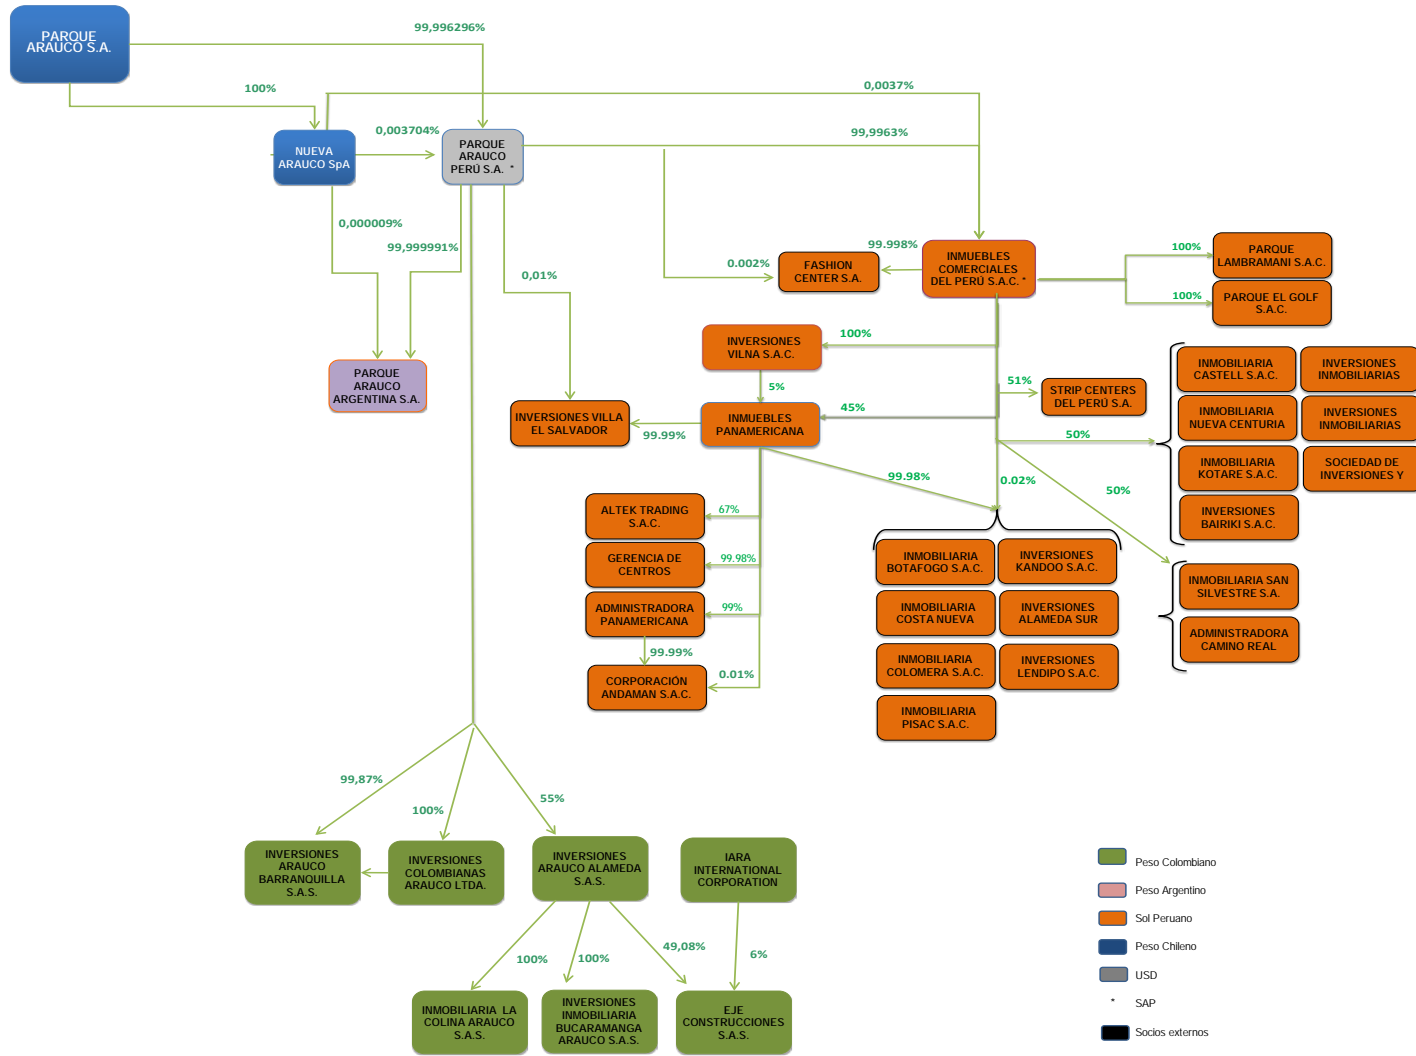 PARQUE
ARAUCO S.A.
99,996296%
100%
0,0037%
0,003704%
99,9963%
NUEVA
ARAUCO SpA
PARQUE
ARAUCO
PERÚ S.A. *
0,000009%
99,999991%
0,01%
0.002%
99.998%
FASHION
CENTER S.A.
INMUEBLES
COMERCIALES
DEL PERÚ S.A.C. *
100%
PARQUE
LAMBRAMANI S.A.C.
100%
PARQUE EL GOLF
S.A.C.
PARQUE
ARAUCO
ARGENTINA S.A.
INVERSIONES
VILNA S.A.C.
100%
5%
51%
STRIP CENTERS
DEL PERÚ S.A.
INVERSIONES VILLA
EL SALVADOR
99.99%
INMUEBLES
PANAMERICANA
45%
50%
INMOBILIARIA
CASTELL S.A.C.
INVERSIONES
INMOBILIARIAS
INMOBILIARIA
NUEVA CENTURIA
INVERSIONES
INMOBILIARIAS
INMOBILIARIA
KOTARE S.A.C.
SOCIEDAD DE
INVERSIONES Y
INVERSIONES
BAIRIKI S.A.C.
99.98%
0.02%
50%
ALTEK TRADING
S.A.C.
67%
GERENCIA DE
CENTROS
99.98%
ADMINISTRADORA
PANAMERICANA
99%
99.99%
CORPORACIÓN
ANDAMAN S.A.C.
0.01%
INMOBILIARIA
BOTAFOGO S.A.C.
INVERSIONES
KANDOO S.A.C.
INMOBILIARIA
COSTA NUEVA
INVERSIONES
ALAMEDA SUR
INMOBILIARIA
COLOMERA S.A.C.
INVERSIONES
LENDIPO S.A.C.
INMOBILIARIA
PISAC S.A.C.
INMOBILIARIA SAN
SILVESTRE S.A.
ADMINISTRADORA
CAMINO REAL
99,87%
100%
55%
INVERSIONES
ARAUCO
BARRANQUILLA
S.A.S.
INVERSIONES
COLOMBIANAS
ARAUCO LTDA.
INVERSIONES
ARAUCO ALAMEDA
S.A.S.
IARA
INTERNATIONAL
CORPORATION
100%
100%
49,08%
6%
INMOBILIARIA LA
COLINA ARAUCO
S.A.S.
INVERSIONES
INMOBILIARIA
BUCARAMANGA
ARAUCO S.A.S.
EJE
CONSTRUCCIONES
S.A.S.
Peso Colombiano
Peso Argentino
Sol Peruano
Peso Chileno
USD
* SAP
Socios externos